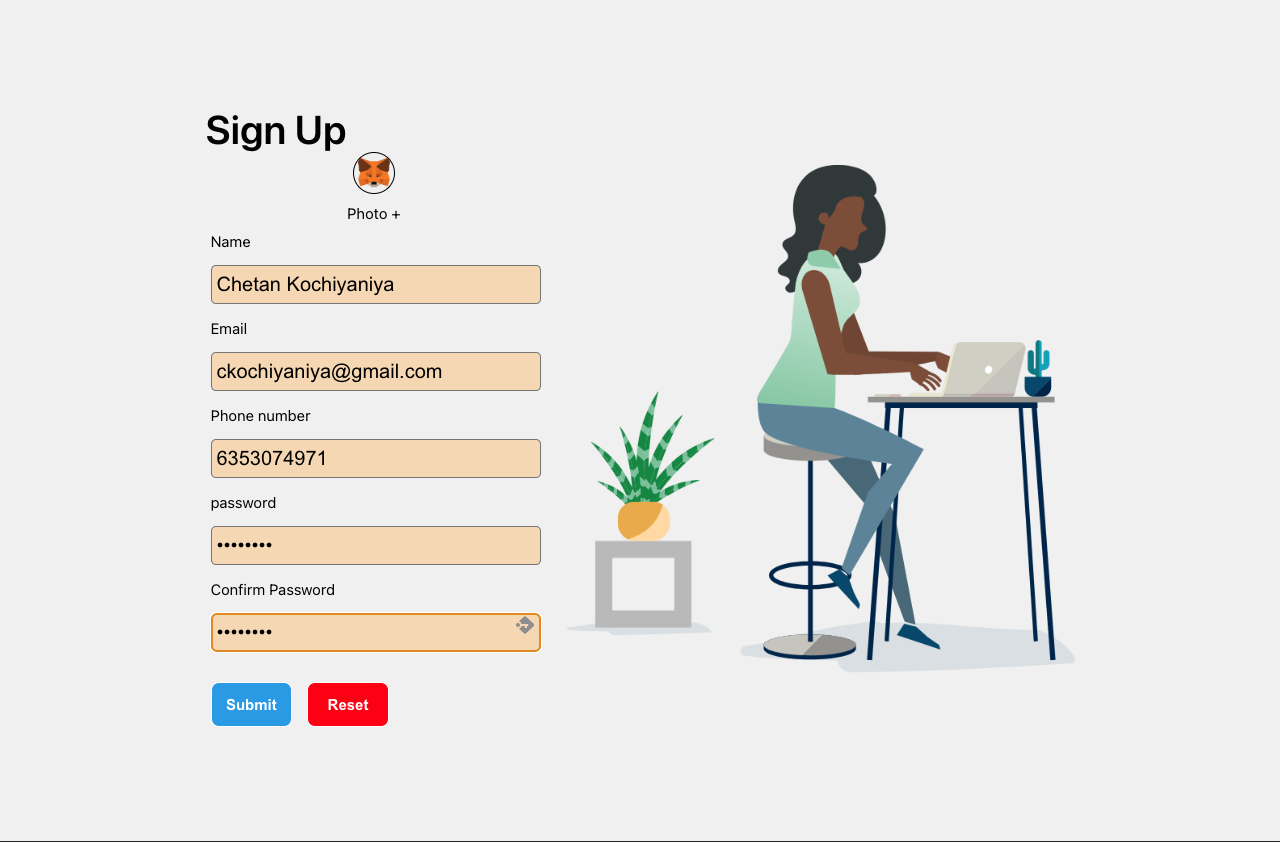 Sign Up
Photo +
Name
Chetan Kochiyaniya
Email
ckochiyaniya@gmail.com
Phone number
6353074971
password
••••••••
Confirm Password
••••••••
Submit Reset